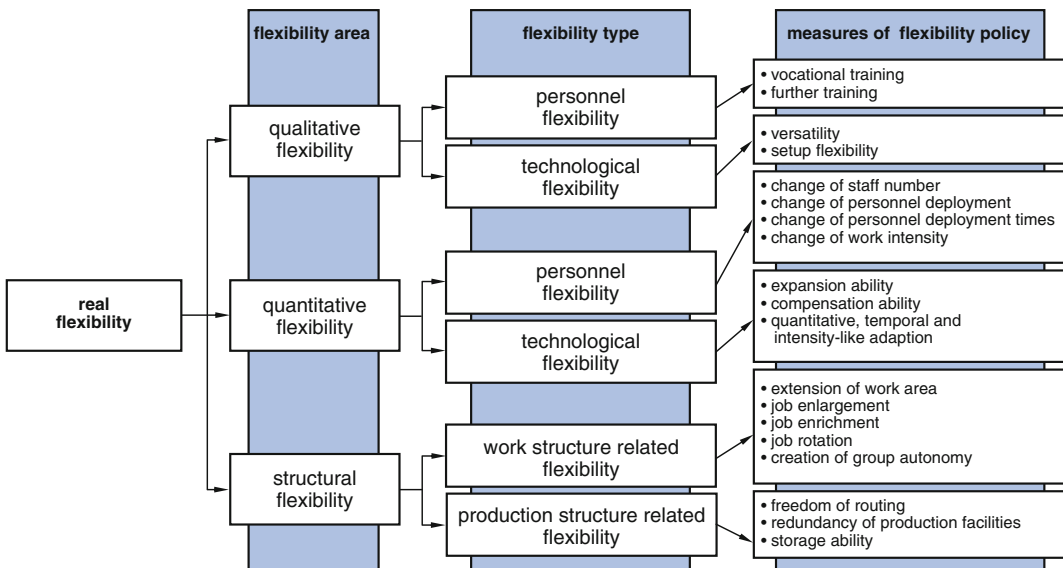 flexibility area
flexibility type
measures of flexibility policy
real
flexibility
qualitative
flexibility
personnel
flexibility
• vocational training
• further training
technological
flexibility
• versatility
• setup flexibility
quantitative
flexibility
personnel
flexibility
• change of staff number
• change of personnel deployment
• change of personnel deployment times
• change of work intensity
technological
flexibility
• expansion ability
• compensation ability
• quantitative, temporal and
intensity-like adaption
structural
flexibility
work structure related
flexibility
• extension of work area
• job enlargement
• job enrichment
• job rotation
• creation of group autonomy
production structure related
flexibility
• freedom of routing
• redundancy of production facilities
• storage ability